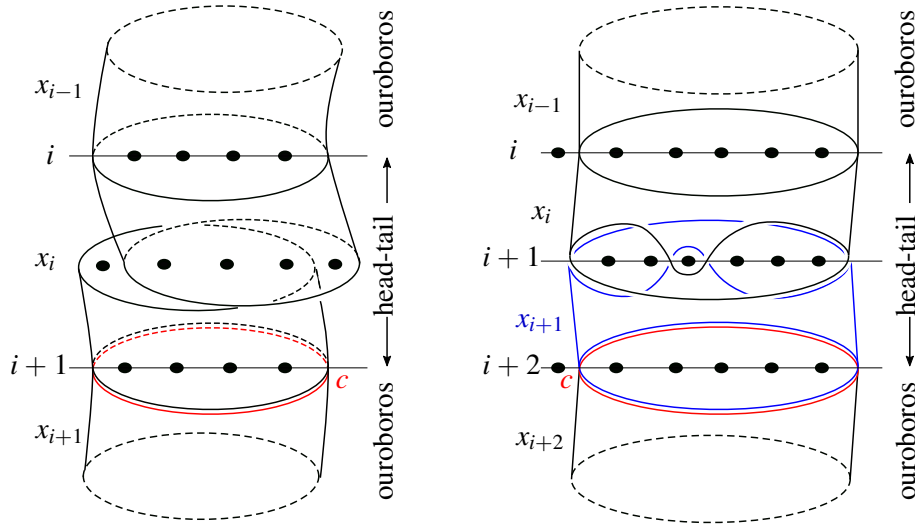 x_{i−1}
i
x_i
i + 1
c
x_{i+1}
ouroboros
head-tail
ouroboros
x_{i−1}
i
x_i
i + 1
x_{i+1}
i + 2
c
x_{i+2}
ouroboros
head-tail
ouroboros